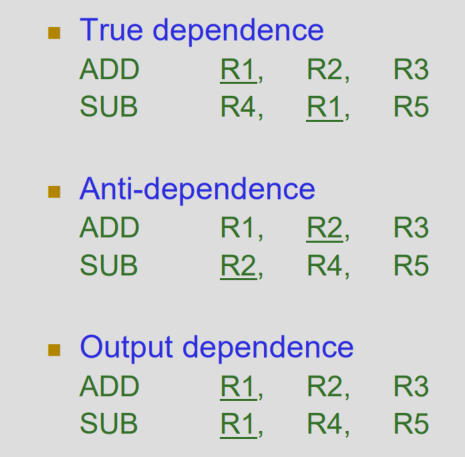 True dependence
ADD R1, R2, R3
SUB R4, R1, R5
Anti-dependence
ADD R1, R2, R3
SUB R2, R4, R5
Output dependence
ADD R1, R2, R3
SUB R1, R4, R5